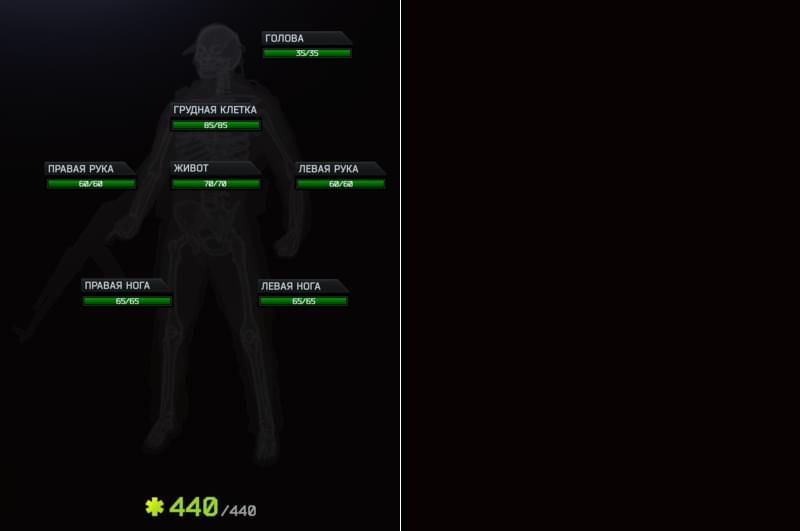 ГОЛОВА
35/35
ГРУДНАЯ КЛЕТКА
85/85
ПРАВАЯ РУКА
60/60
ЖИВОТ
70/70
ЛЕВАЯ РУКА
60/60
ПРАВАЯ НОГА
65/65
ЛЕВАЯ НОГА
65/65
440/440